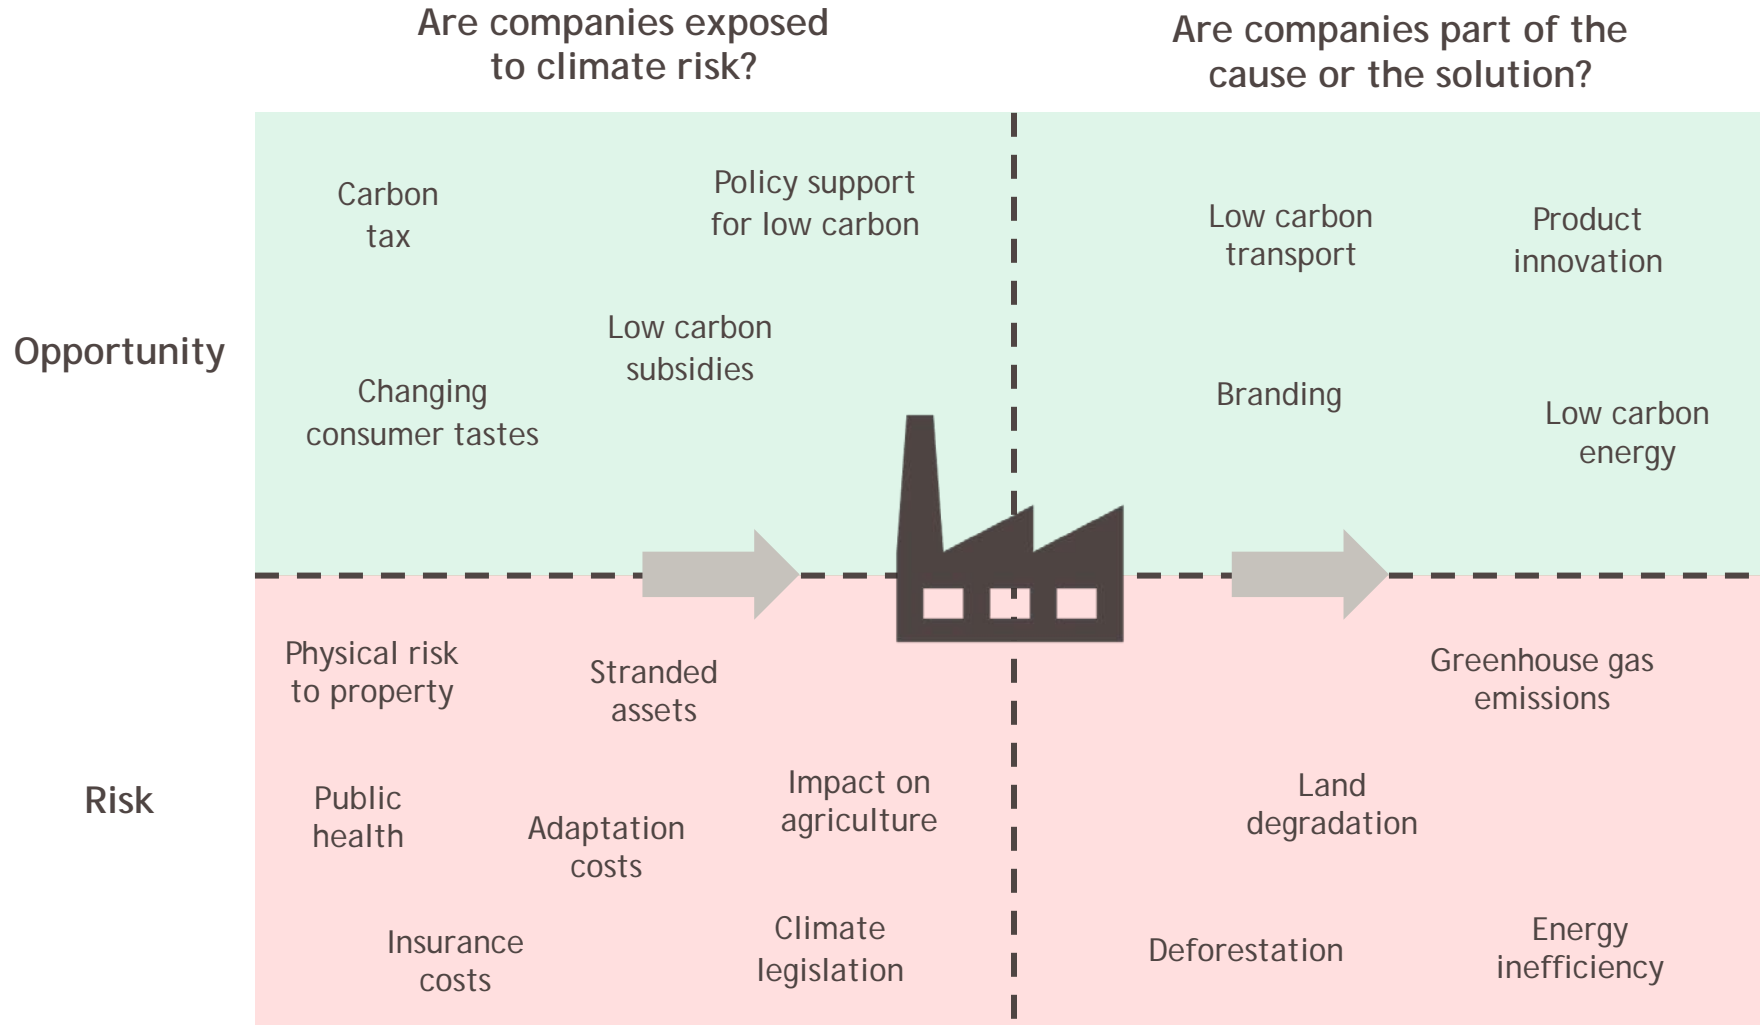 Are companies exposed
to climate risk?
Are companies part of the
cause or the solution?
Opportunity
Carbon
tax
Policy support
for low carbon
Low carbon
subsidies
Changing
consumer tastes
Low carbon
transport
Product
innovation
Branding
Low carbon
energy
Risk
Physical risk
to property
Stranded
assets
Public
health
Adaptation
costs
Impact on
agriculture
Insurance
costs
Climate
legislation
Greenhouse gas
emissions
Land
degradation
Deforestation
Energy
inefficiency